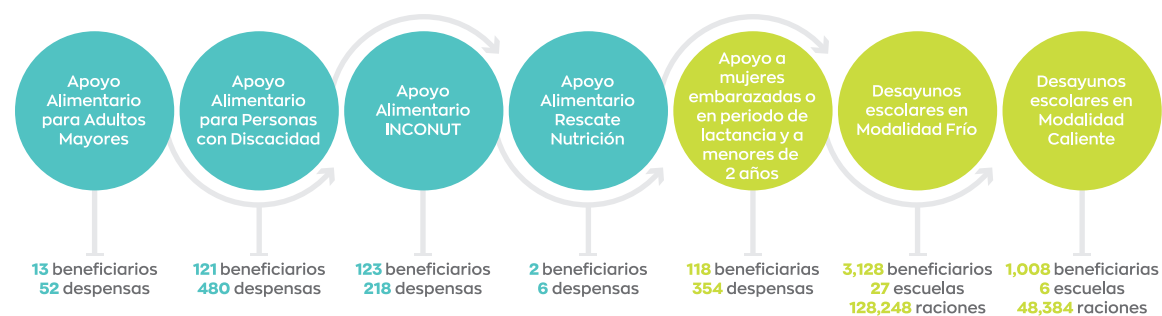 Apoyo
Alimentario
para Adultos
Mayores
13 beneficiarios
52 despensas
Apoyo
Alimentario
para Personas
con Discacidad
121 beneficiarios
480 despensas
Apoyo
Alimentario
INCONUT
123 beneficiarios
218 despensas
Apoyo
Alimentario
Rescate
Nutrición
2 beneficiarios
6 despensas
Apoyo a
mujeres
embarazadas o
en periodo de
lactancia y a
menores de
2 años
118 beneficiarias
354 despensas
Desayunos
escolares en
Modalidad Frío
3,128 beneficiarios
27 escuelas
128,248 raciones
Desayunos
escolares en
Modalidad
Caliente
1,008 beneficiarias
6 escuelas
48,384 raciones